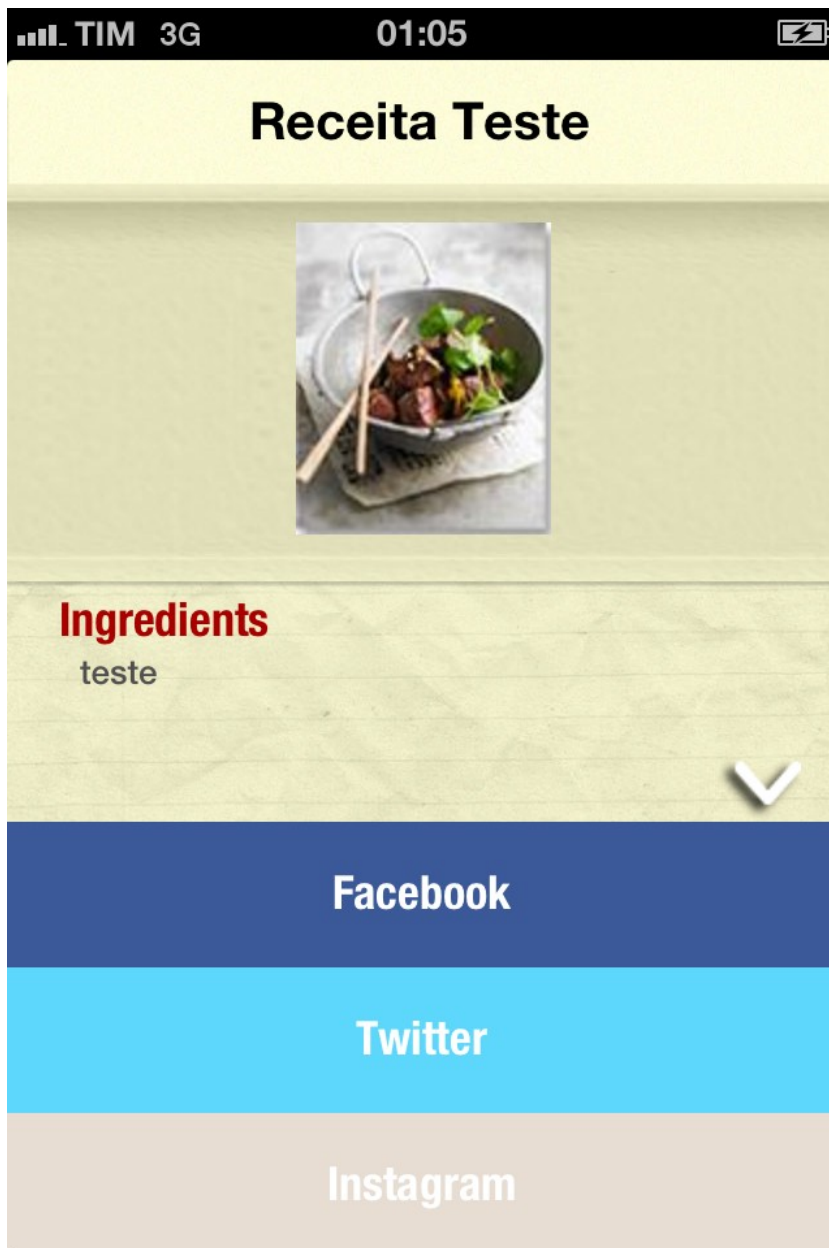 TIM 3G 01:05
Receita Teste
Ingredients
teste
Facebook
Twitter
Instagram